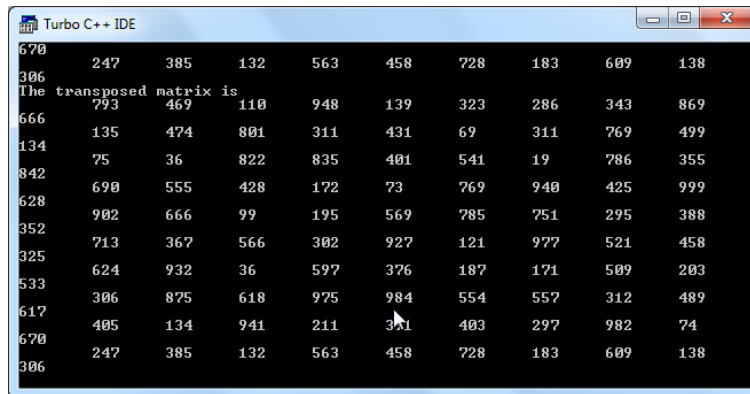 Turbo C++ IDE
670
247 385 132 563 458 728 183 609 138
306
The transposed matrix is
793 469 110 948 139 323 286 343 869
666
135 474 801 311 431 69 311 769 499
134
75 36 822 835 401 541 19 786 355
842
690 555 428 172 73 769 940 425 999
628
902 666 99 195 569 785 751 295 388
352
713 367 566 302 927 121 977 521 458
325
624 932 36 597 376 187 171 509 203
533
306 875 618 975 984 554 557 312 489
617
405 134 941 211 403 297 982 74
670
247 385 132 563 458 728 183 609 138
306